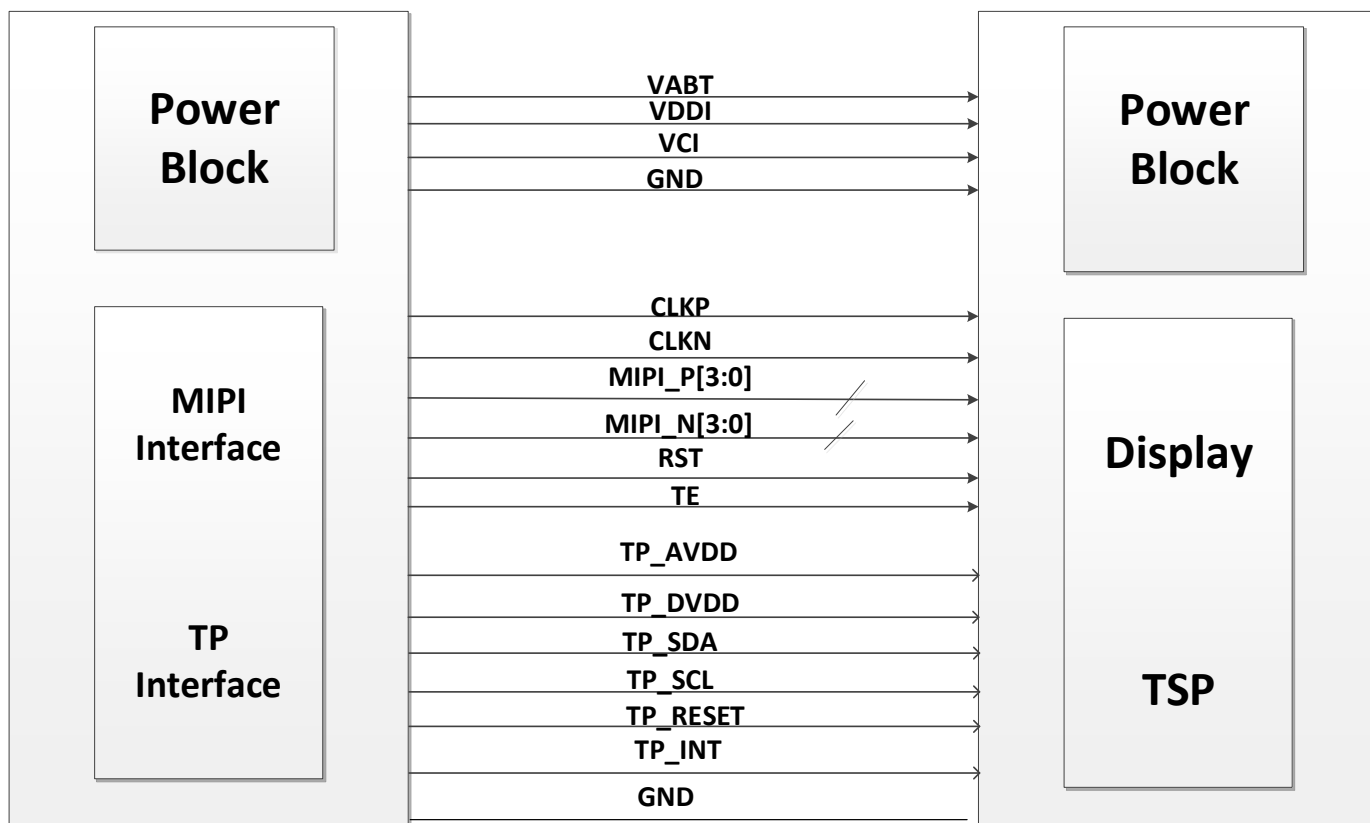 Power
Block
VABT
VDDI
VCI
GND
Power
Block
MIPI
Interface
TP
Interface
CLKP
CLKN
MIPI_P[3:0]
MIPI_N[3:0]
RST
TE
TP_AVDD
TP_DVDD
TP_SDA
TP_SCL
TP_RESET
TP_INT
GND
Display
TSP